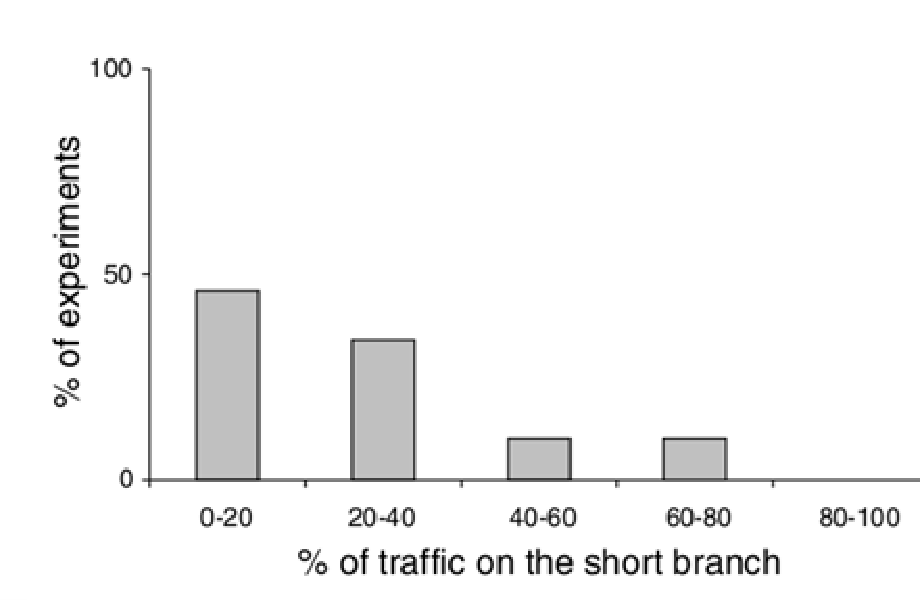 100
50
0
% of experiments
0-20 20-40 40-60 60-80 80-100
% of traffic on the short branch